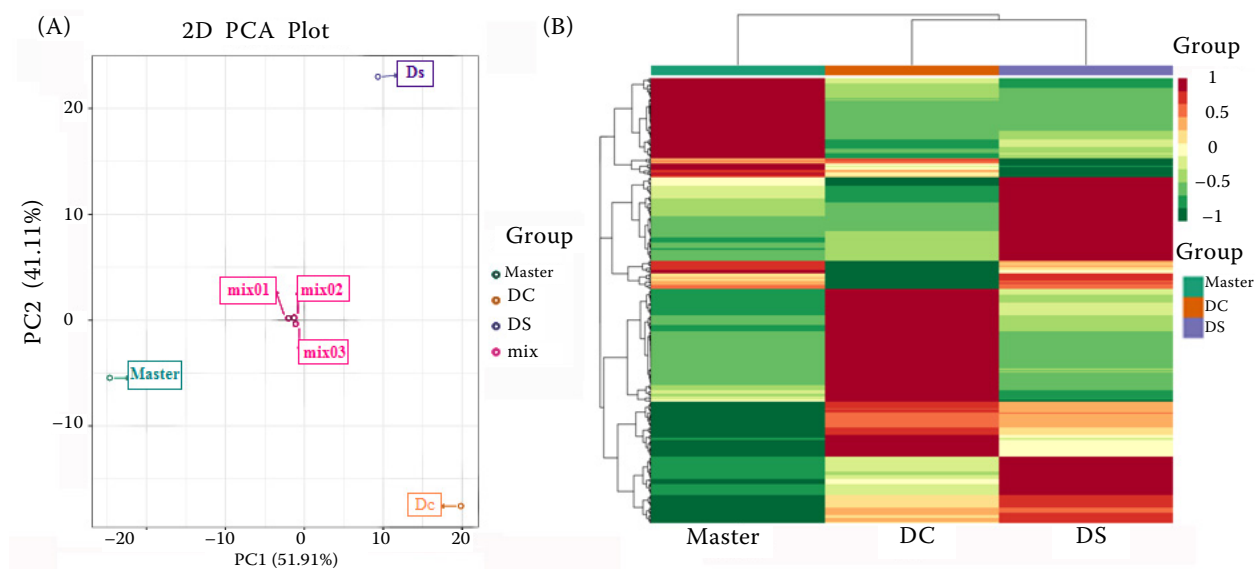 (A)
2D PCA Plot
PC2 (41.11%)
20
10
0
−10
Ds
mix01
mix02
mix03
Master
Dc
−20
−10
0
10
20
PC1 (51.91%)
Group
Master
DC
DS
mix
(B)
Group
1
0.5
0
−0.5
−1
Group
Master
DC
DS
Master
DC
DS